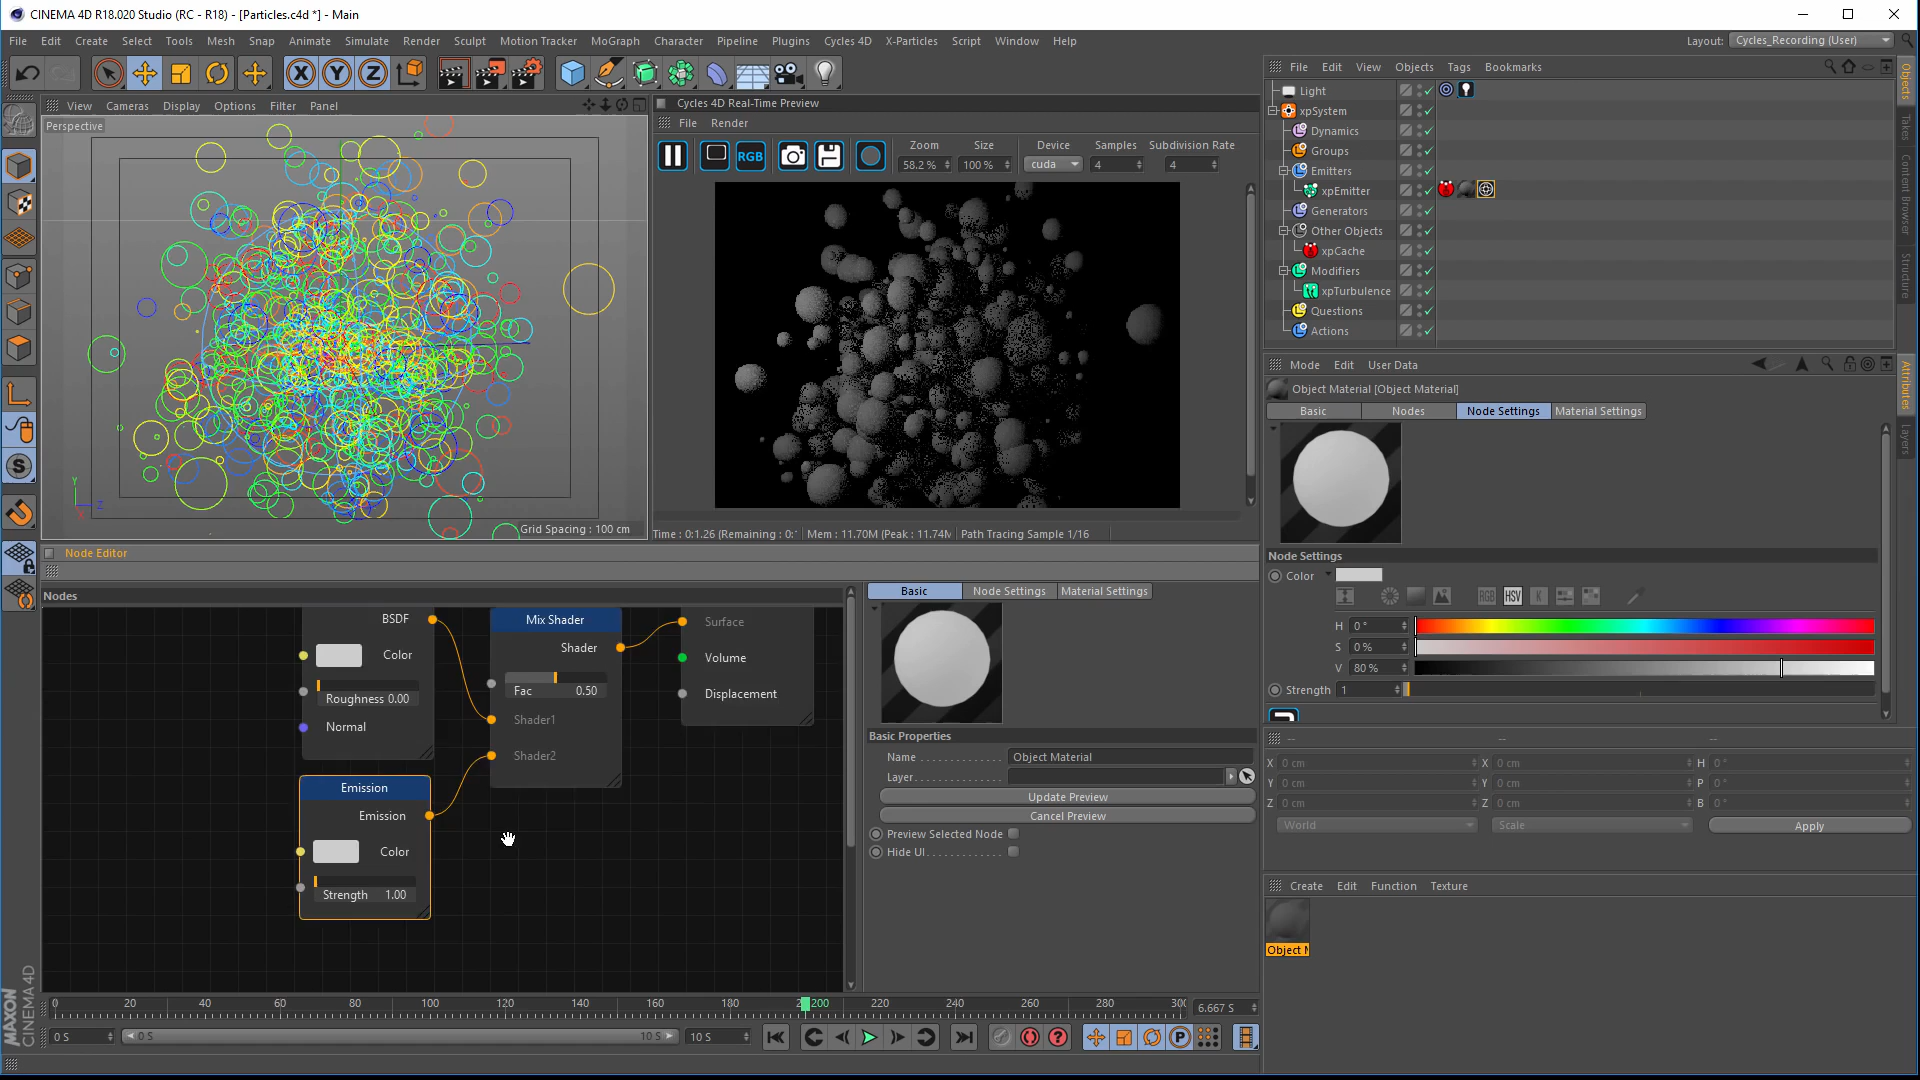 CINEMA 4D R18.020 Studio (RC - R18) - [Particles.c4d *] - Main
File Edit Create Select Tools Mesh Snap Animate Simulate Render Sculpt Motion Tracker MoGraph Character Pipeline Plugins Cycles 4D X-Particles Script Window Help
Layout: Cycles_Recording (User)
X Y Z
View Cameras Display Options Filter Panel
Perspective
Y
Z
X
Grid Spacing : 100 cm
Cycles 4D Real-Time Preview
File Render
RGB
Zoom Size Device Samples Subdivision Rate
58.2 % 100 % cuda 4 4
Time : 0:1.26 (Remaining : 0:
Mem : 11.70M (Peak : 11.74M
Path Tracing Sample 1/16
File Edit View Objects Tags Bookmarks
Light
xpSystem
Dynamics
Groups
Emitters
xpEmitter
Generators
Other Objects
xpCache
Modifiers
xpTurbulence
Questions
Actions
Objects
Takes
Content Browser
Structure
Attributes
Layers
Mode Edit User Data
Object Material [Object Material]
Basic Nodes Node Settings Material Settings
Node Settings
Color
RGB HSV K
H 0 °
S 0 %
V 80 %
Strength 1
Node Editor
Nodes
BSDF
Color
Roughness 0.00
Normal
Emission
Emission
Color
Strength 1.00
Mix Shader
Shader
Fac 0.50
Shader1
Shader2
Surface
Volume
Displacement
Basic Node Settings Material Settings
Basic Properties
Name . . . . . . . . . . . . . Object Material
Layer. . . . . . . . . . . . .
Update Preview
Cancel Preview
Preview Selected Node
Hide UI. . . . . . . . . . . . .
-- -- --
X 0 cm X 0 cm H 0 °
Y 0 cm Y 0 cm P 0 °
Z 0 cm Z 0 cm B 0 °
World Scale Apply
Create Edit Function Texture
Object M
0 20 40 60 80 100 120 140 160 180 200 220 240 260 280 300
6.667 S
0 S 0 S 10 S 10 S
P
S
MAXON
CINEMA 4D